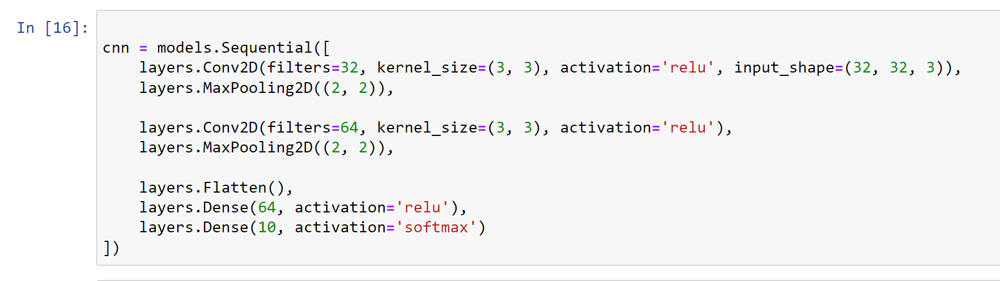 In [16]:
cnn = models.Sequential([
    layers.Conv2D(filters=32, kernel_size=(3, 3), activation='relu', input_shape=(32, 32, 3)),
    layers.MaxPooling2D((2, 2)),

    layers.Conv2D(filters=64, kernel_size=(3, 3), activation='relu'),
    layers.MaxPooling2D((2, 2)),

    layers.Flatten(),
    layers.Dense(64, activation='relu'),
    layers.Dense(10, activation='softmax')
])